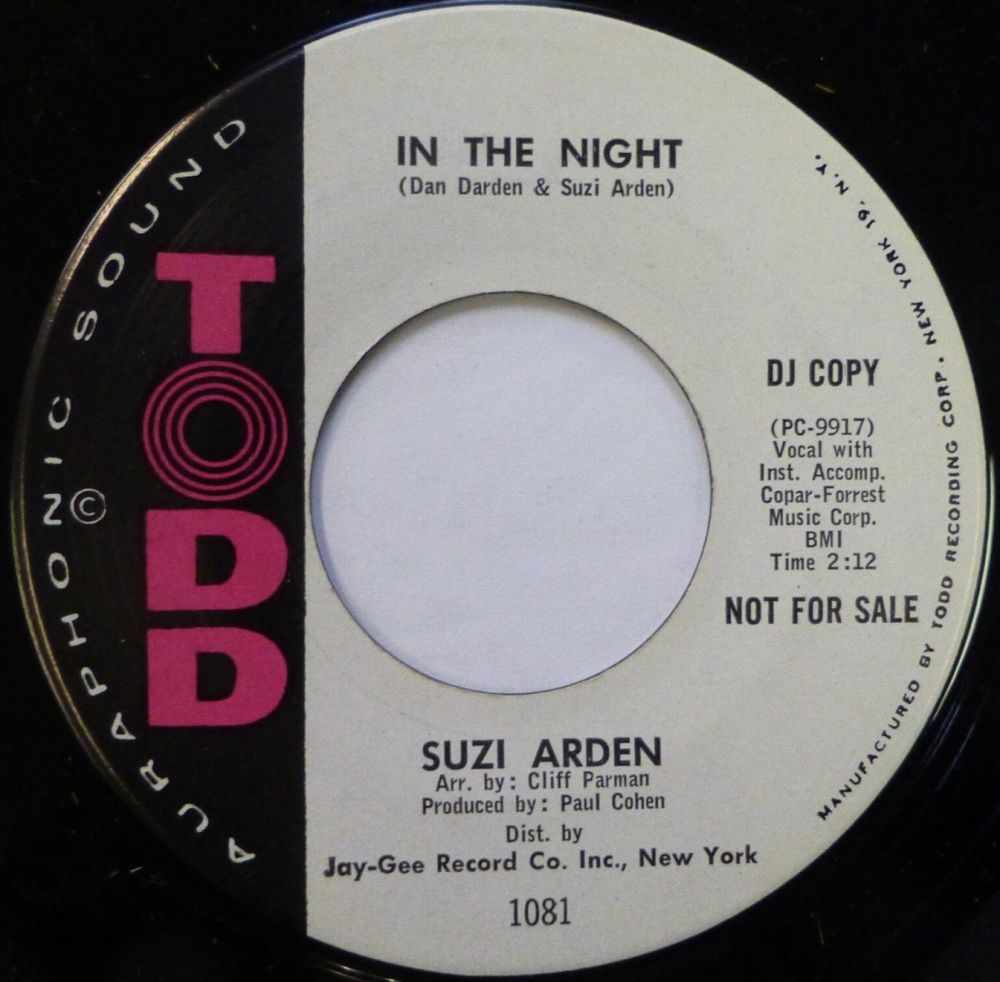 IN THE NIGHT
(Dan Darden & Suzi Arden)
AURAPHONIC SOUND
©
TODD
DJ COPY
(PC-9917)
Vocal with
Inst. Accomp.
Copar-Forrest
Music Corp.
BMI
Time 2:12
NOT FOR SALE
SUZI ARDEN
Arr. by: Cliff Parman
Produced by: Paul Cohen
Dist. by
Jay-Gee Record Co. Inc., New York
1081
MANUFACTURED BY TODD RECORDING CORP. NEW YORK 19, N.Y.